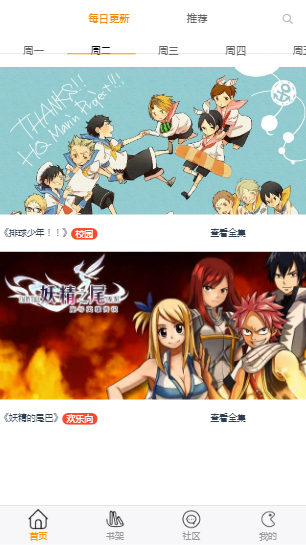 每日更新 推荐
周一 周二 周三 周四 周五
THANKS!!!
HQ Main Project!!!
《排球少年！！》 校园 查看全集
妖精之尾
《妖精的尾巴》 欢乐向 查看全集
首页 书架 社区 我的